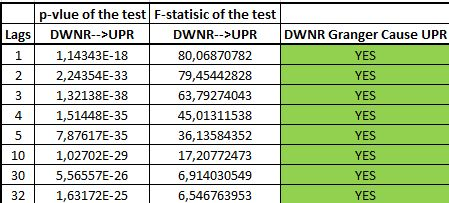 p-vlue of the test F-statisic of the test
Lags DWNR-->UPR DWNR-->UPR DWNR Granger Cause UPR
1 1,14343E-18 80,06870782 YES
2 2,24354E-33 79,45442828 YES
3 1,32138E-38 63,79274043 YES
4 1,51448E-35 45,01311538 YES
5 7,87617E-35 36,13584352 YES
10 1,02702E-29 17,20772473 YES
30 5,56557E-26 6,914030549 YES
32 1,63172E-25 6,546763953 YES